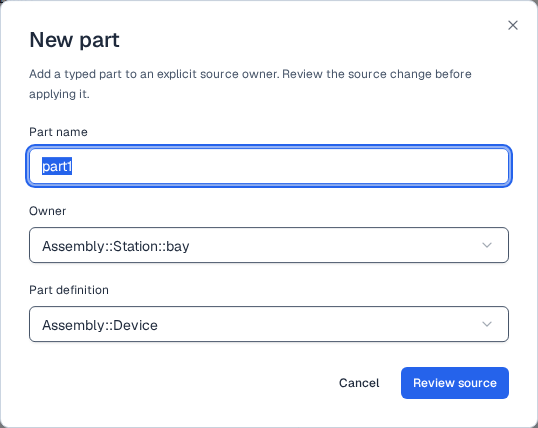 New part
Add a typed part to an explicit source owner. Review the source change before
applying it.
Part name
part1
Owner
Assembly::Station::bay
Part definition
Assembly::Device
Cancel
Review source